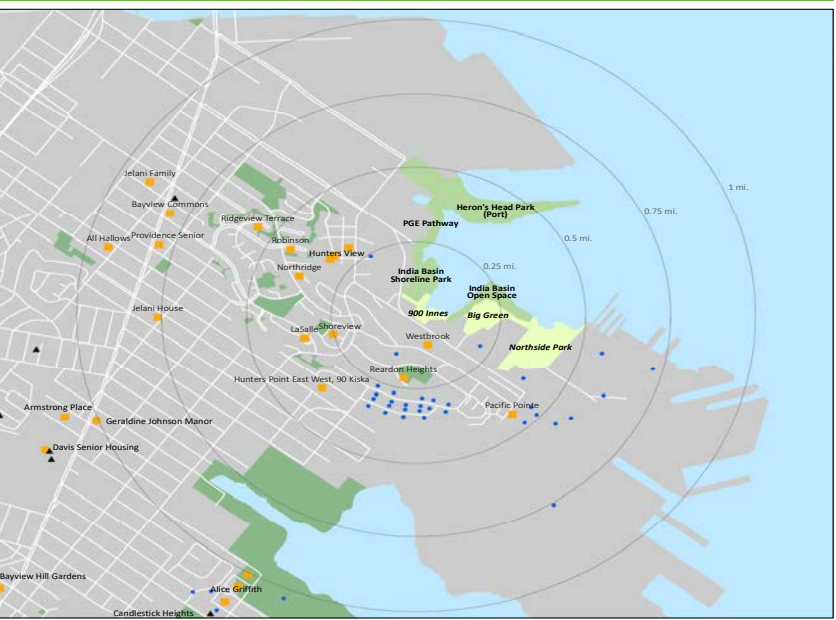 Jelani Family
1 mi.
Bayview Commons
Heron's Head Park
(Port)
0.75 mi.
Ridgeview Terrace
PGE Pathway
All Hallows
Providence Senior
Robinson
0.5 mi.
Hunters View
Northridge
0.25 mi.
India Basin
Shoreline Park
India Basin
Open Space
Jelani House
900 Innes
Big Green
LaSalle
Shoreview
Westbrook
Northside Park
Reardon Heights
Hunters Point East West, 90 Kiska
Armstrong Place
Pacific Pointe
Geraldine Johnson Manor
Davis Senior Housing
Bayview Hill Gardens
Alice Griffith
Candlestick Heights